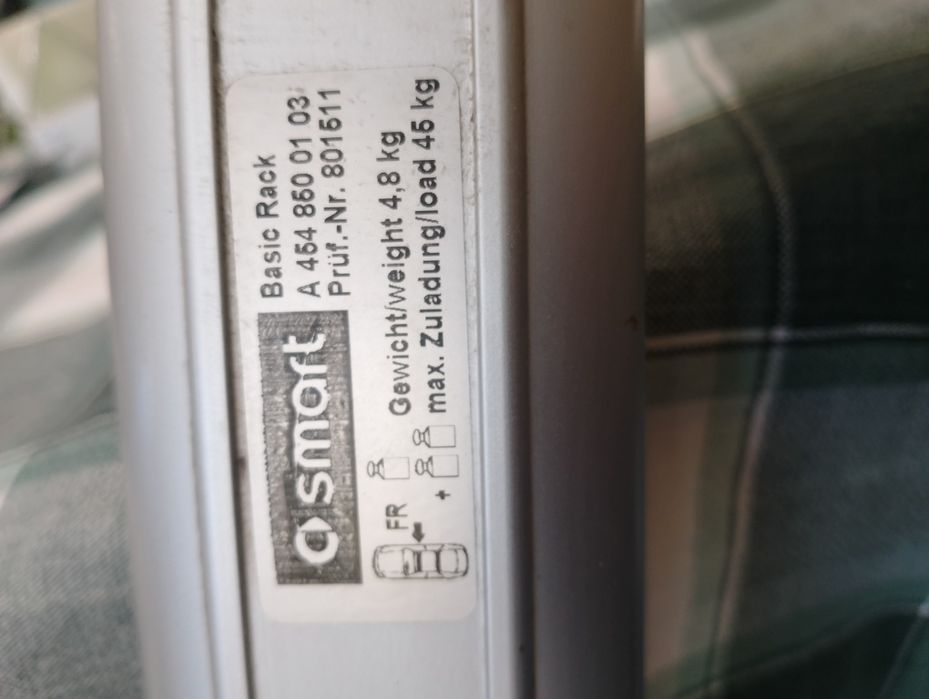 smart
Basic Rack
A 454 850 01 03
Prüf.-Nr. 801511
FR
Gewicht/weight 4,8 kg
+ max. Zuladung/load 45 kg